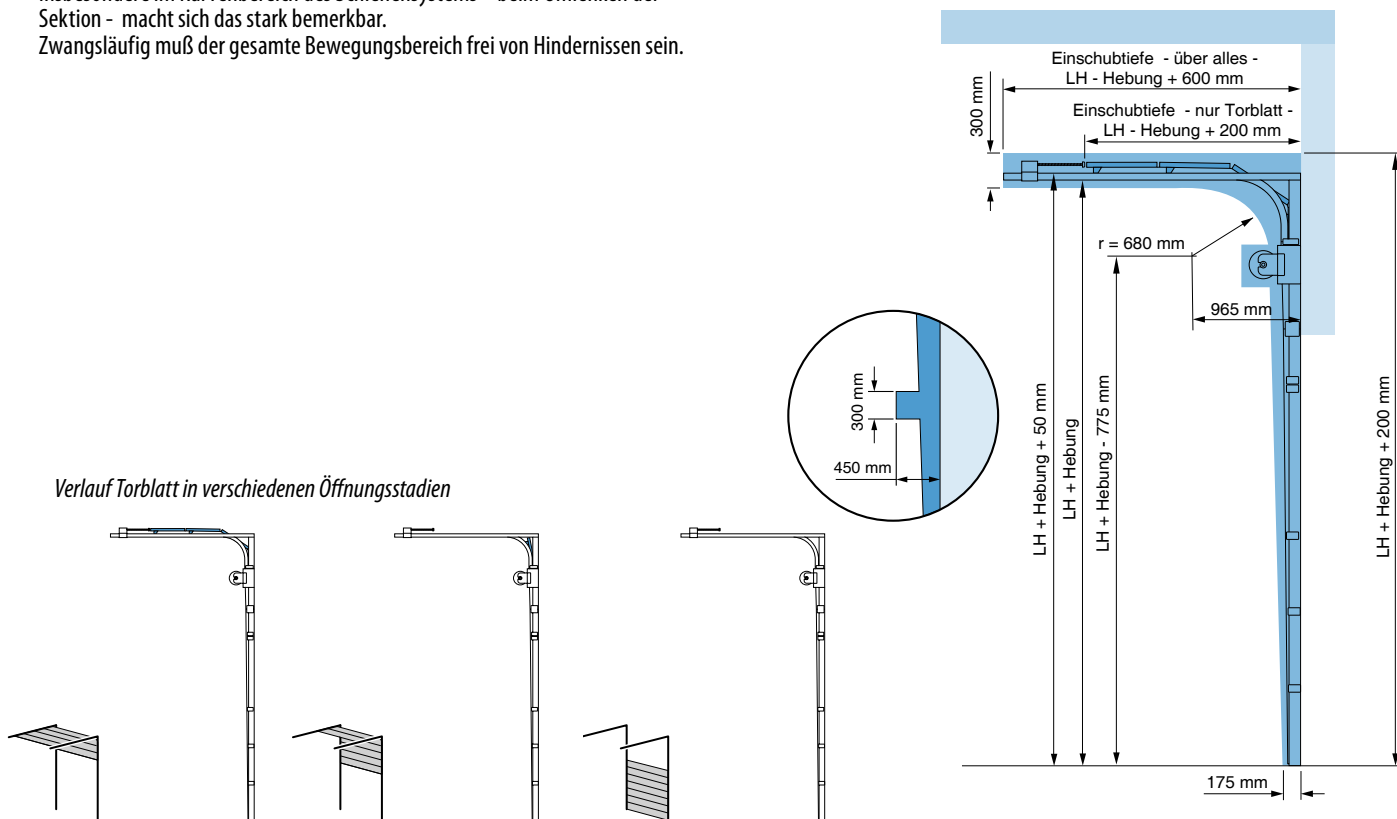 Sektion - macht sich das stark bemerkbar.
Zwangsläufig muß der gesamte Bewegungsbereich frei von Hindernissen sein.
Einschubtiefe - über alles -
LH - Hebung + 600 mm
300 mm
Einschubtiefe - nur Torblatt -
LH - Hebung + 200 mm
r = 680 mm
965 mm
300 mm
450 mm
LH + Hebung + 50 mm
LH + Hebung
LH + Hebung - 775 mm
LH + Hebung + 200 mm
Verlauf Torblatt in verschiedenen Öffnungsstadien
175 mm